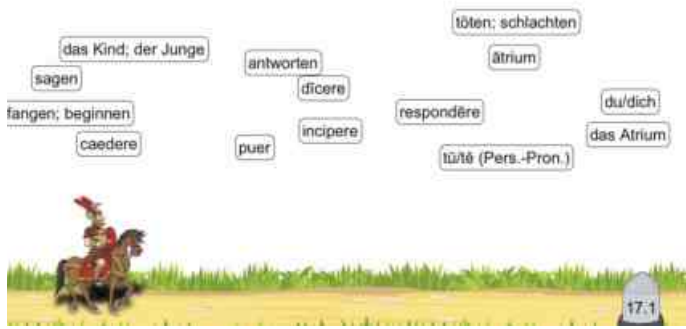 töten; schlachten
das Kind; der Junge
ātrium
antworten
sagen
dīcere
du/dich
fangen; beginnen
respondēre
incipere
das Atrium
caedere
puer
tū/tē (Pers.-Pron.)
17.1